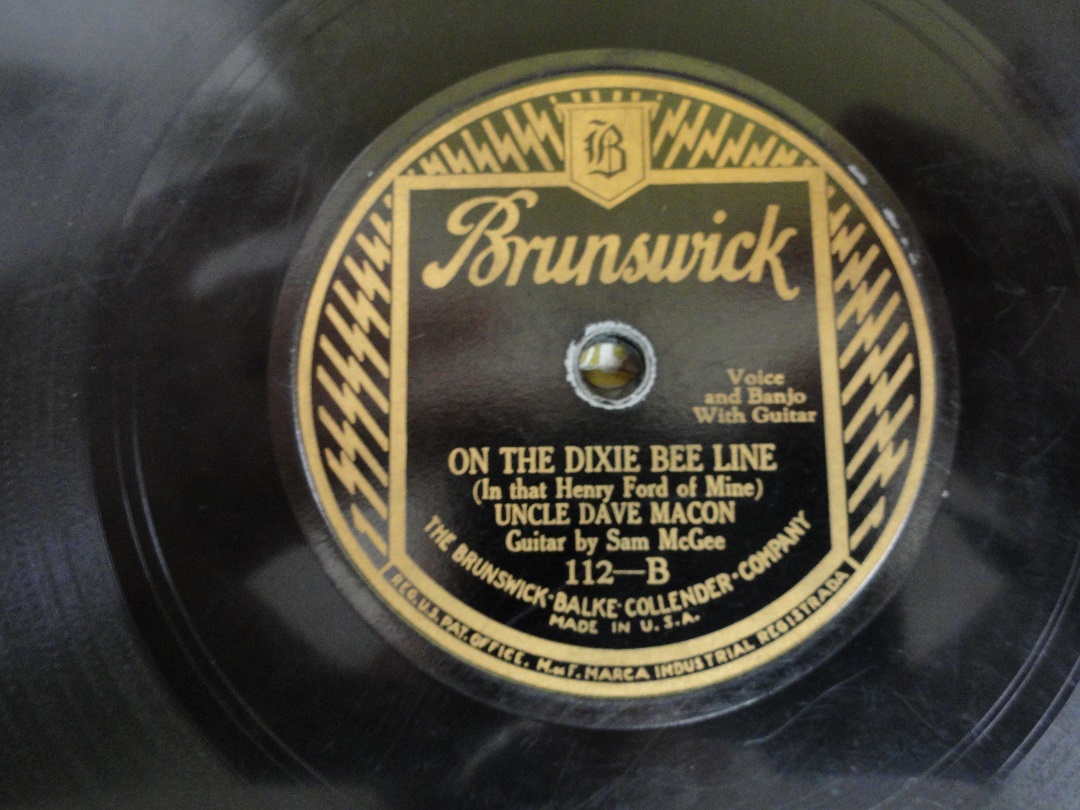 B
Brunswick
Voice
and Banjo
With Guitar
ON THE DIXIE BEE LINE
(In that Henry Ford of Mine)
UNCLE DAVE MACON
Guitar by Sam McGee
112—B
THE BRUNSWICK·BALKE·COLLENDER·COMPANY
MADE IN U.S.A.
REG. U.S. PAT. OFFICE. M. of F. MARCA INDUSTRIAL REGISTRADA